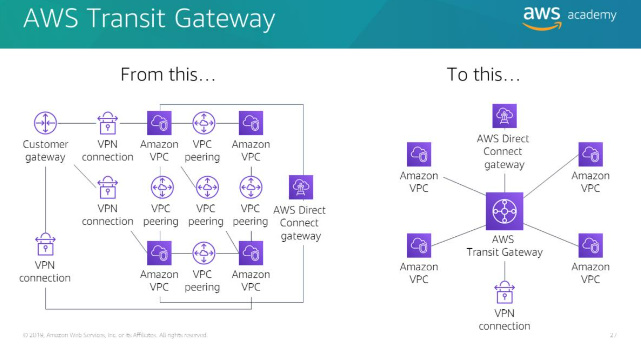 AWS Transit Gateway
aws academy
From this...
To this...
Customer
gateway
VPN
connection
Amazon
VPC
VPC
peering
Amazon
VPC
VPN
connection
VPC
peering
VPC
peering
VPC
peering
AWS Direct
Connect
gateway
VPN
connection
Amazon
VPC
VPC
peering
Amazon
VPC
AWS Direct
Connect
gateway
Amazon
VPC
Amazon
VPC
AWS
Transit Gateway
Amazon
VPC
Amazon
VPC
VPN
connection
© 2019, Amazon Web Services, Inc. or its Affiliates. All rights reserved.
27